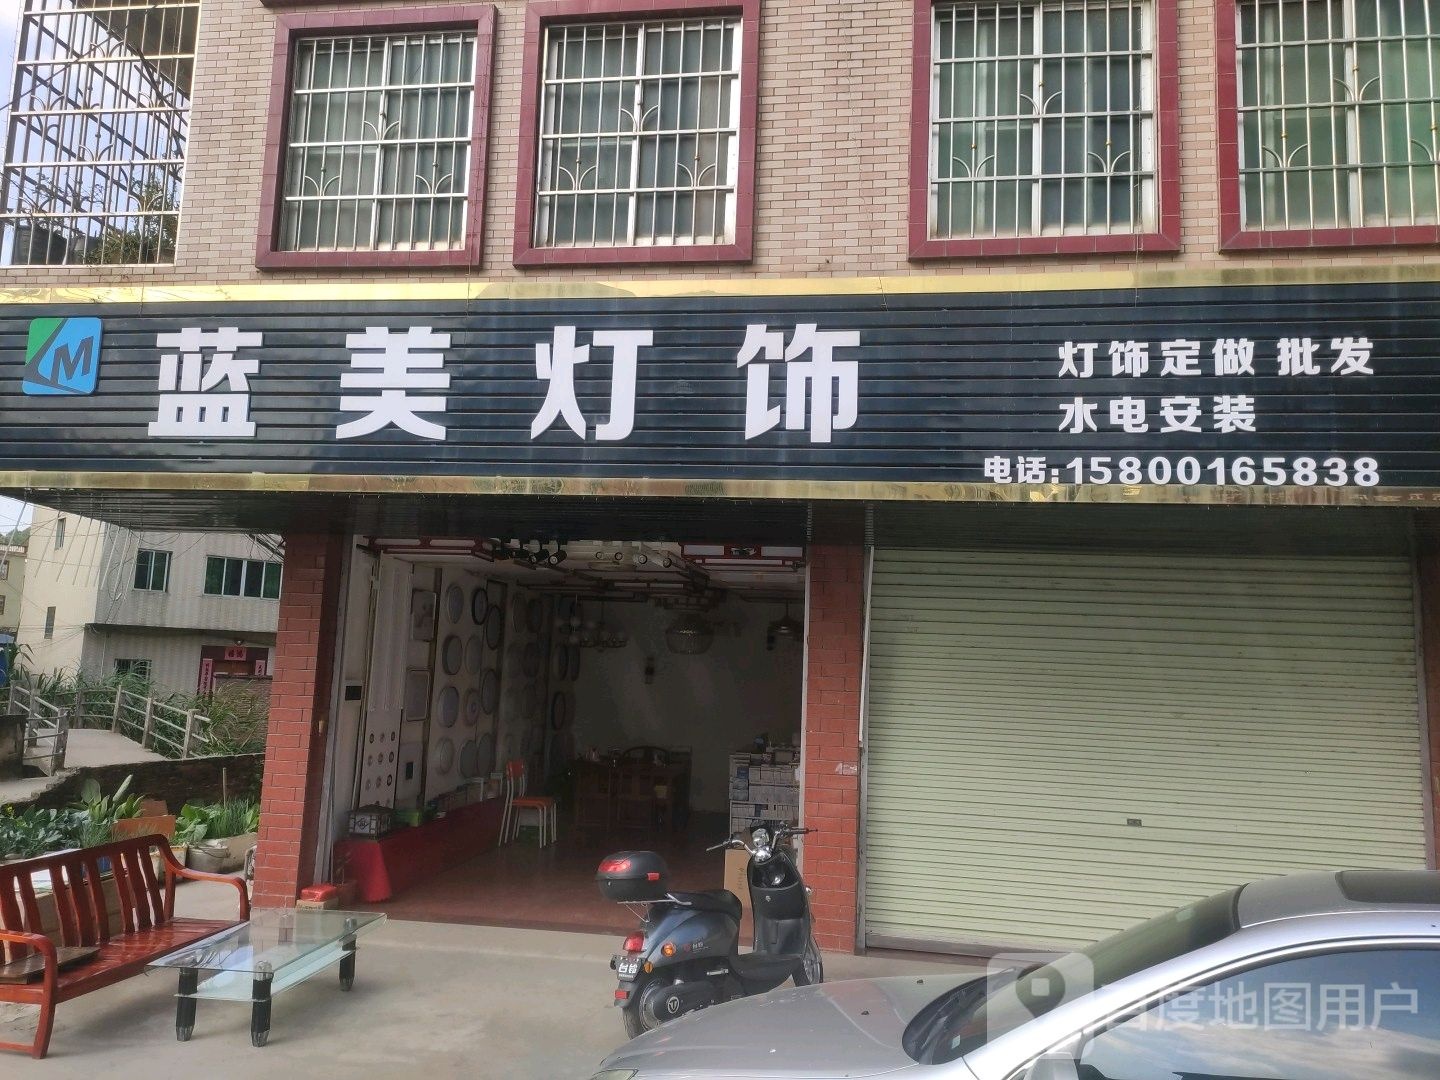 M
蓝美灯饰
灯饰定做 批发
水电安装
电话:15800165838
百度地图用户